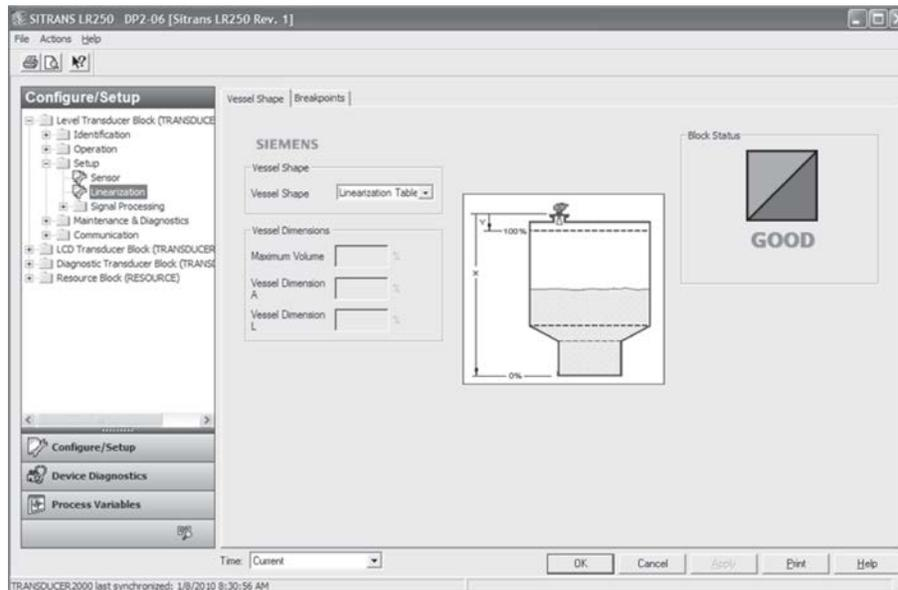 SITRANS LR250 DP2-06 [Sitrans LR250 Rev. 1]
File Actions Help
Configure/Setup
Level Transducer Block (TRANSDUCE
Identification
Operation
Setup
Sensor
Linearization
Signal Processing
Maintenance & Diagnostics
Communication
LCD Transducer Block (TRANSDUCER
Diagnostic Transducer Block (TRANSD
Resource Block (RESOURCE)
Configure/Setup
Device Diagnostics
Process Variables
Vessel Shape Breakpoints
SIEMENS
Vessel Shape
Vessel Shape Linearization Table
Vessel Dimensions
Maximum Volume %
Vessel Dimension
A %
Vessel Dimension
L %
Y
100%
X
0%
Block Status
GOOD
Time: Current
OK Cancel Apply Print Help
TRANSDUCER2000 last synchronized: 1/8/2010 8:30:56 AM